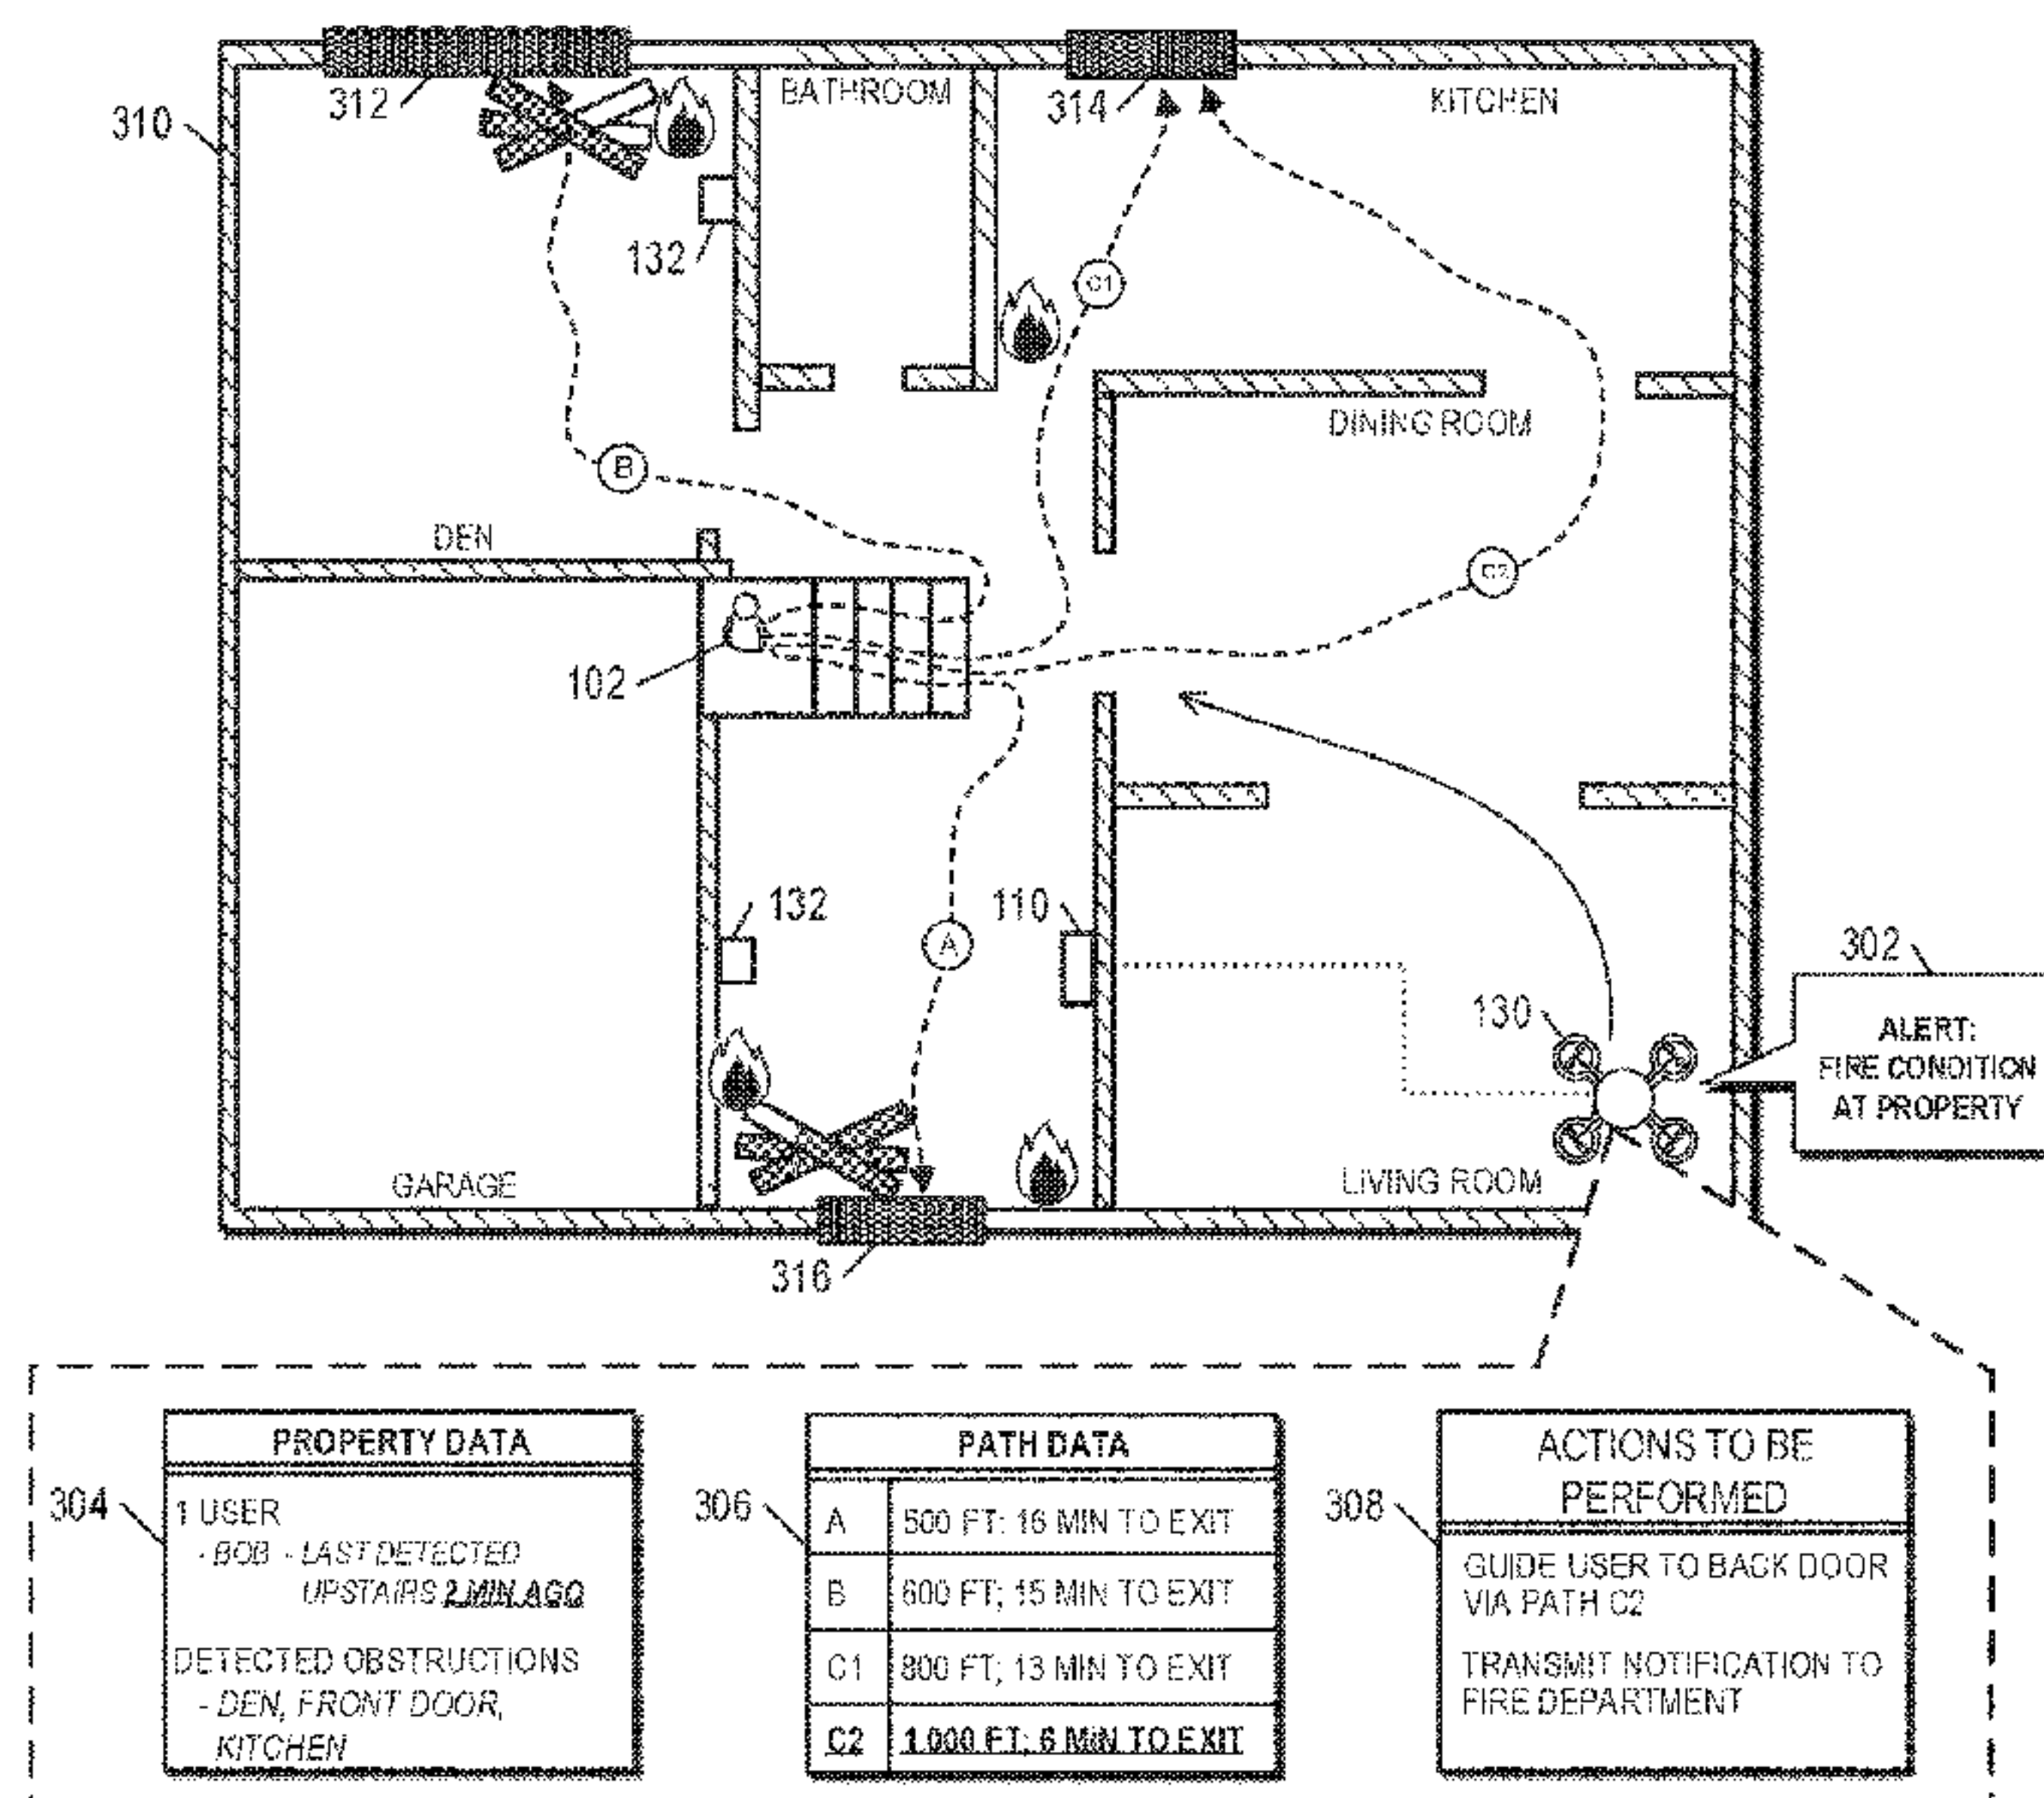 312
BATHROOM
314
KITCHEN
310
132
C1
DINING ROOM
B
DEN
C2
102
132
110
A
302
130
ALERT:
FIRE CONDITION
AT PROPERTY
GARAGE
LIVING ROOM
316
304
PROPERTY DATA
1 USER
- BOB - LAST DETECTED
UPSTAIRS 2 MIN AGO
DETECTED OBSTRUCTIONS
- DEN, FRONT DOOR,
KITCHEN
306
PATH DATA
A 500 FT; 16 MIN TO EXIT
B 600 FT; 15 MIN TO EXIT
C1 800 FT; 13 MIN TO EXIT
C2 1,000 FT; 6 MIN TO EXIT
308
ACTIONS TO BE
PERFORMED
GUIDE USER TO BACK DOOR
VIA PATH C2
TRANSMIT NOTIFICATION TO
FIRE DEPARTMENT